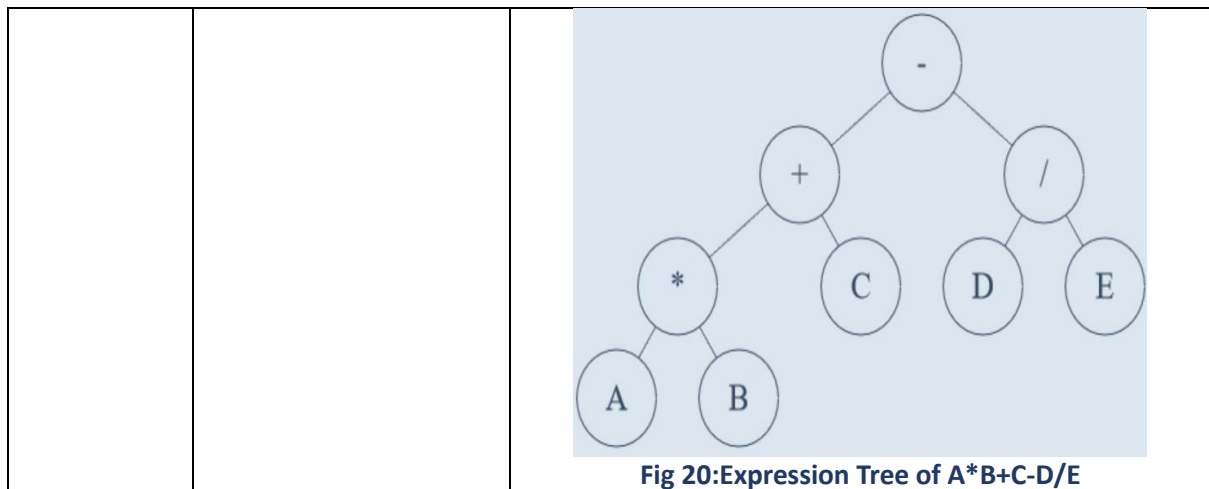 -
+ /
* C D E
A B
Fig 20:Expression Tree of A*B+C-D/E